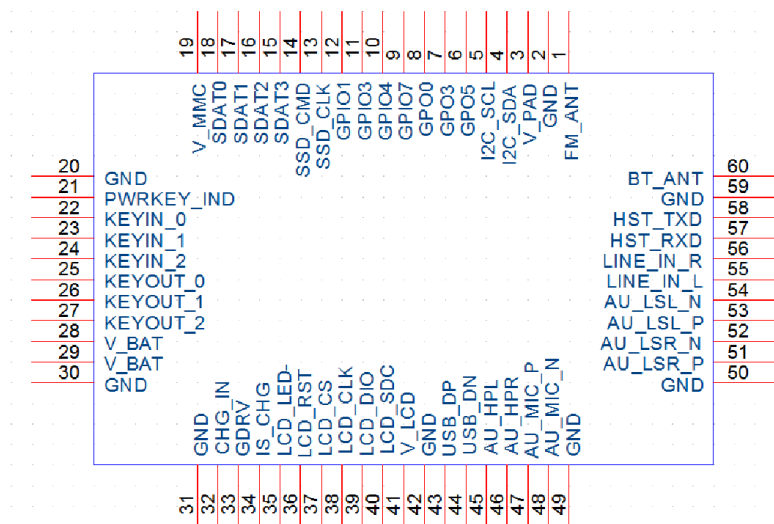 19 18 17 16 15 14 13 12 11 10 9 8 7 6 5 4 3 2 1
V_MMC SDAT0 SDAT1 SDAT2 SDAT3 SSD_CMD SSD_CLK GPIO1 GPIO3 GPIO4 GPIO7 GPO0 GPO3 GPO5 I2C_SCL I2C_SDA V_PAD GND FM_ANT
20 GND
21 PWRKEY_IND
22 KEYIN_0
23 KEYIN_1
24 KEYIN_2
25 KEYOUT_0
26 KEYOUT_1
27 KEYOUT_2
28 V_BAT
29 V_BAT
30 GND
BT_ANT 60
GND 59
HST_TXD 58
HST_RXD 57
LINE_IN_R 56
LINE_IN_L 55
AU_LSL_N 54
AU_LSL_P 53
AU_LSR_N 52
AU_LSR_P 51
GND 50
GND CHG_IN GDRV IS_CHG LCD_LED- LCD_RST LCD_CS LCD_CLK LCD_DIO LCD_SDC V_LCD GND USB_DP USB_DN AU_HPL AU_HPR AU_MIC_P AU_MIC_N GND
31 32 33 34 35 36 37 38 39 40 41 42 43 44 45 46 47 48 49